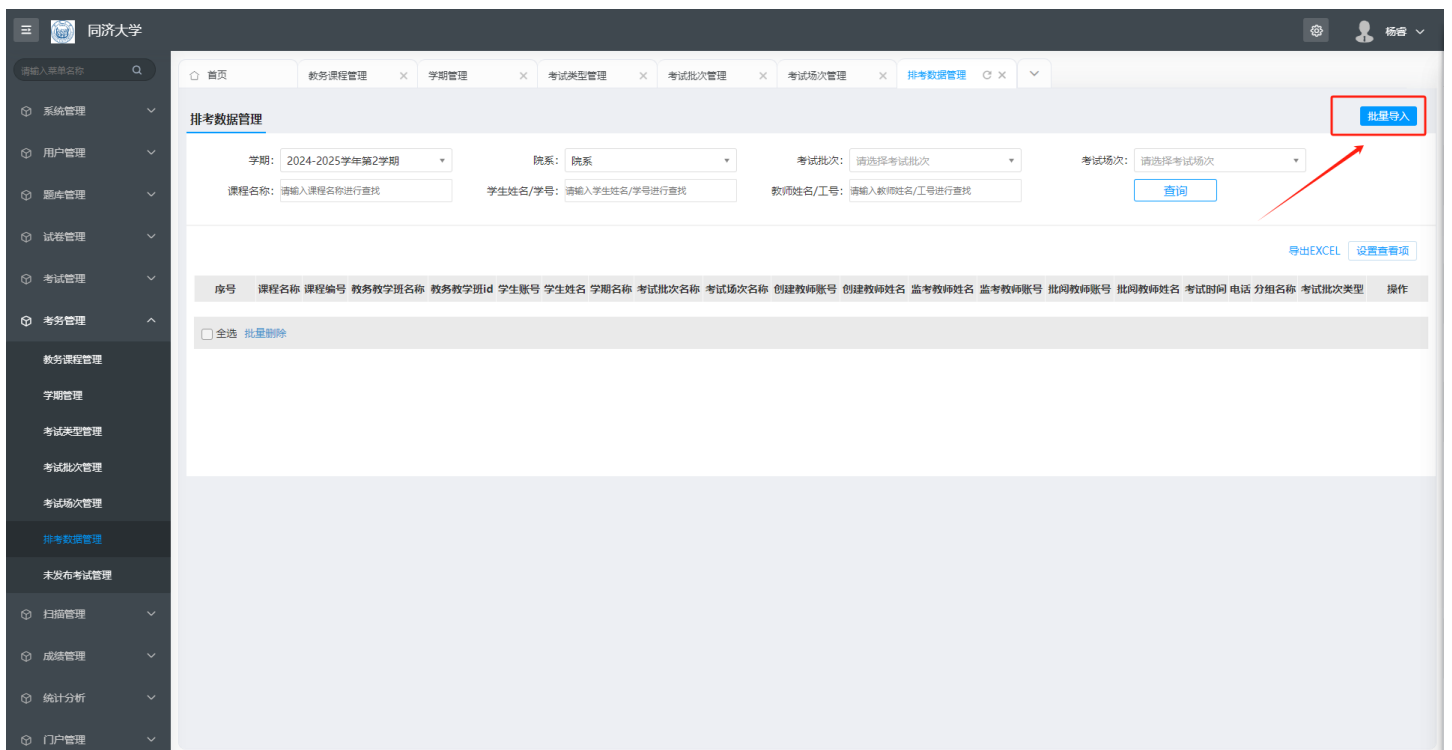 同济大学
杨睿
请输入菜单名称
首页 教务课程管理 学期管理 考试类型管理 考试批次管理 考试场次管理 排考数据管理
系统管理
用户管理
题库管理
试卷管理
考试管理
考务管理
教务课程管理
学期管理
考试类型管理
考试批次管理
考试场次管理
排考数据管理
未发布考试管理
扫描管理
成绩管理
统计分析
门户管理
排考数据管理
批量导入
学期: 2024-2025学年第2学期 院系: 院系 考试批次: 请选择考试批次 考试场次: 请选择考试场次
课程名称: 请输入课程名称进行查找 学生姓名/学号: 请输入学生姓名/学号进行查找 教师姓名/工号: 请输入教师姓名/工号进行查找 查询
导出EXCEL 设置查看项
序号 课程名称 课程编号 教务教学班名称 教务教学班id 学生账号 学生姓名 学期名称 考试批次名称 考试场次名称 创建教师账号 创建教师姓名 监考教师姓名 监考教师账号 批阅教师账号 批阅教师姓名 考试时间 电话 分组名称 考试批次类型 操作
全选 批量删除